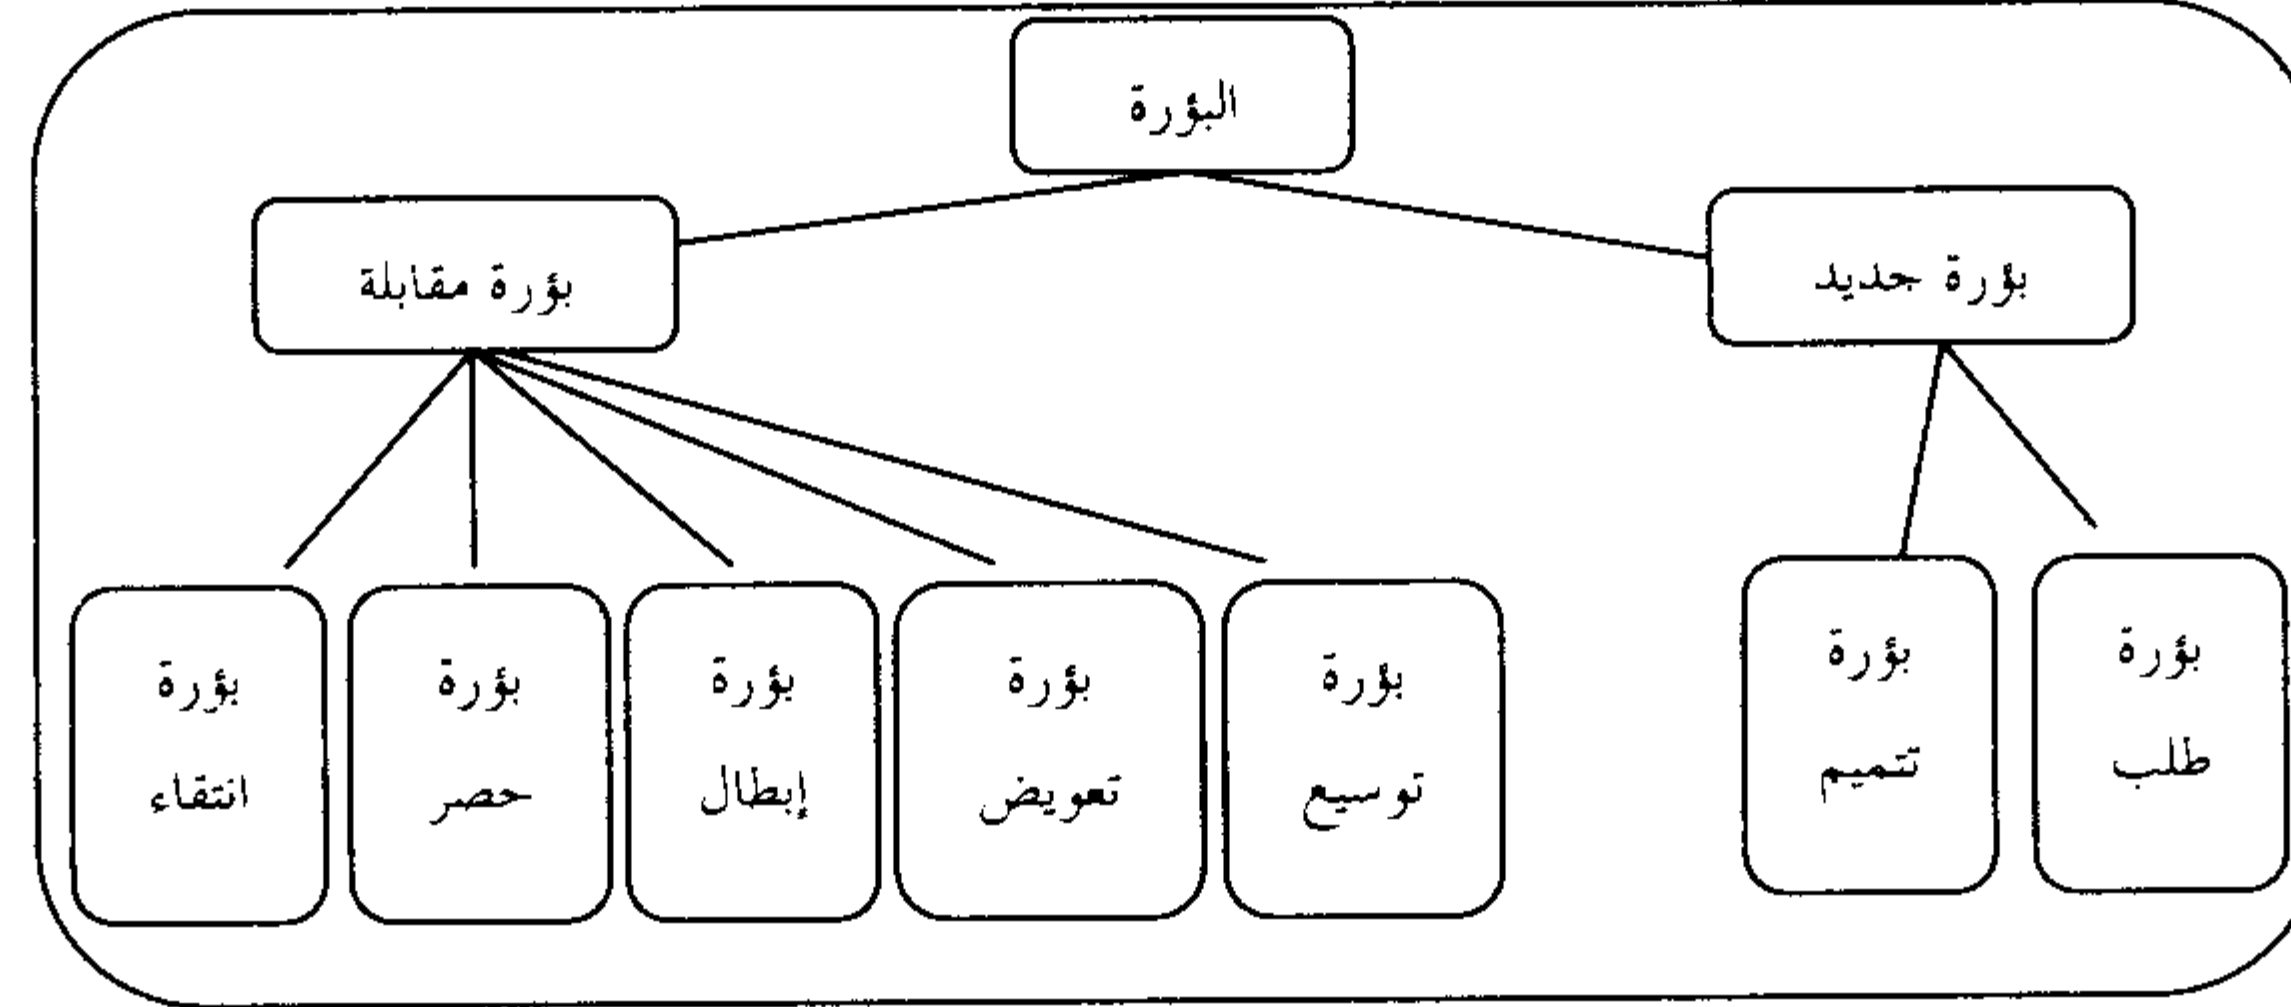 البؤرة
بؤرة جديد
بؤرة مقابلة
بؤرة
طلب
بؤرة
تتميم
بؤرة
توسيع
بؤرة
تعويض
بؤرة
إبطال
بؤرة
حصر
بؤرة
انتقاء